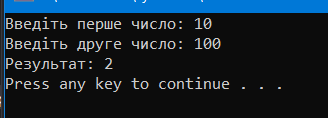 Введіть перше число: 10
Введіть друге число: 100
Результат: 2
Press any key to continue . . .